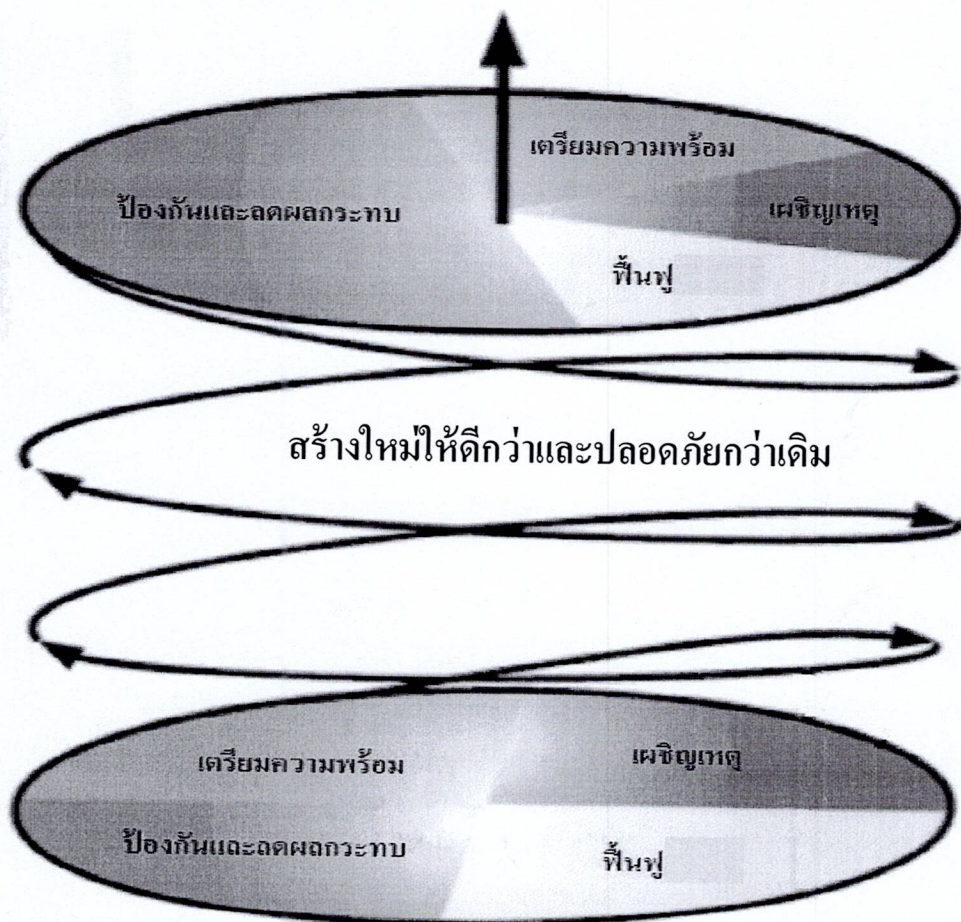 เตรียมความพร้อม
ป้องกันและลดผลกระทบ
เผชิญเหตุ
ฟื้นฟู
สร้างใหม่ให้ดีกว่าและปลอดภัยกว่าเดิม
เตรียมความพร้อม
เผชิญเหตุ
ป้องกันและลดผลกระทบ
ฟื้นฟู